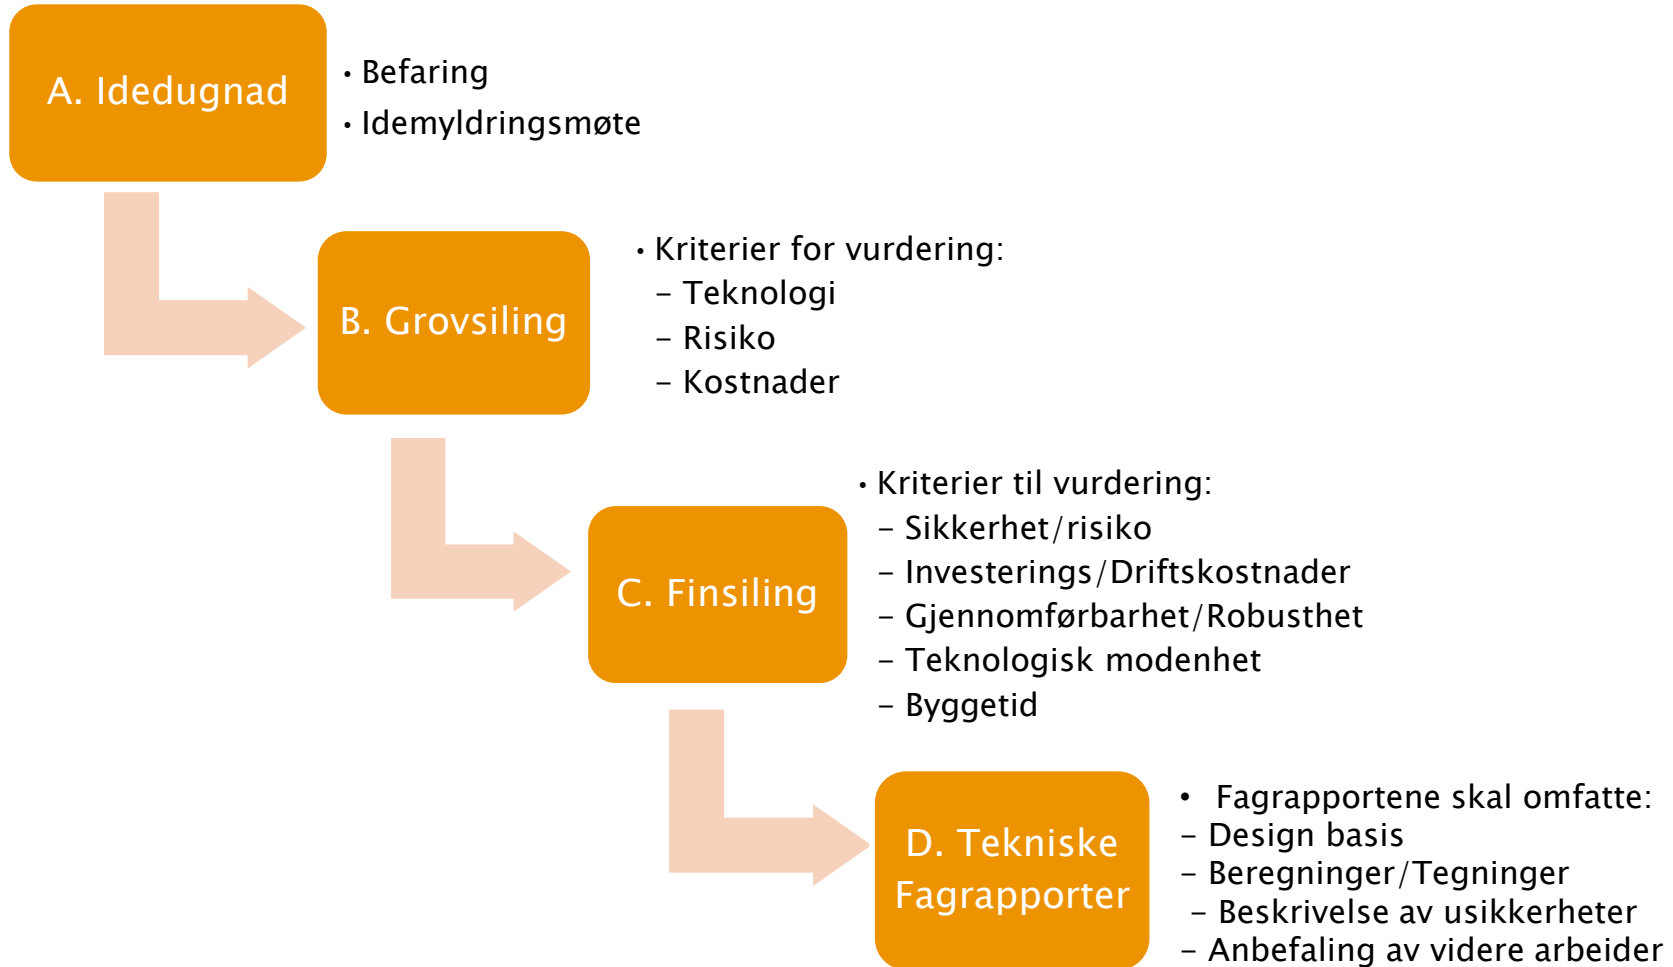 A. Idedugnad
• Befaring
• Idemyldringsmøte
B. Grovsiling
• Kriterier for vurdering:
– Teknologi
– Risiko
– Kostnader
C. Finsiling
• Kriterier til vurdering:
– Sikkerhet/risiko
– Investerings/Driftskostnader
– Gjennomførbarhet/Robusthet
– Teknologisk modenhet
– Byggetid
D. Tekniske
Fagrapporter
• Fagrapportene skal omfatte:
– Design basis
– Beregninger/Tegninger
– Beskrivelse av usikkerheter
– Anbefaling av videre arbeider